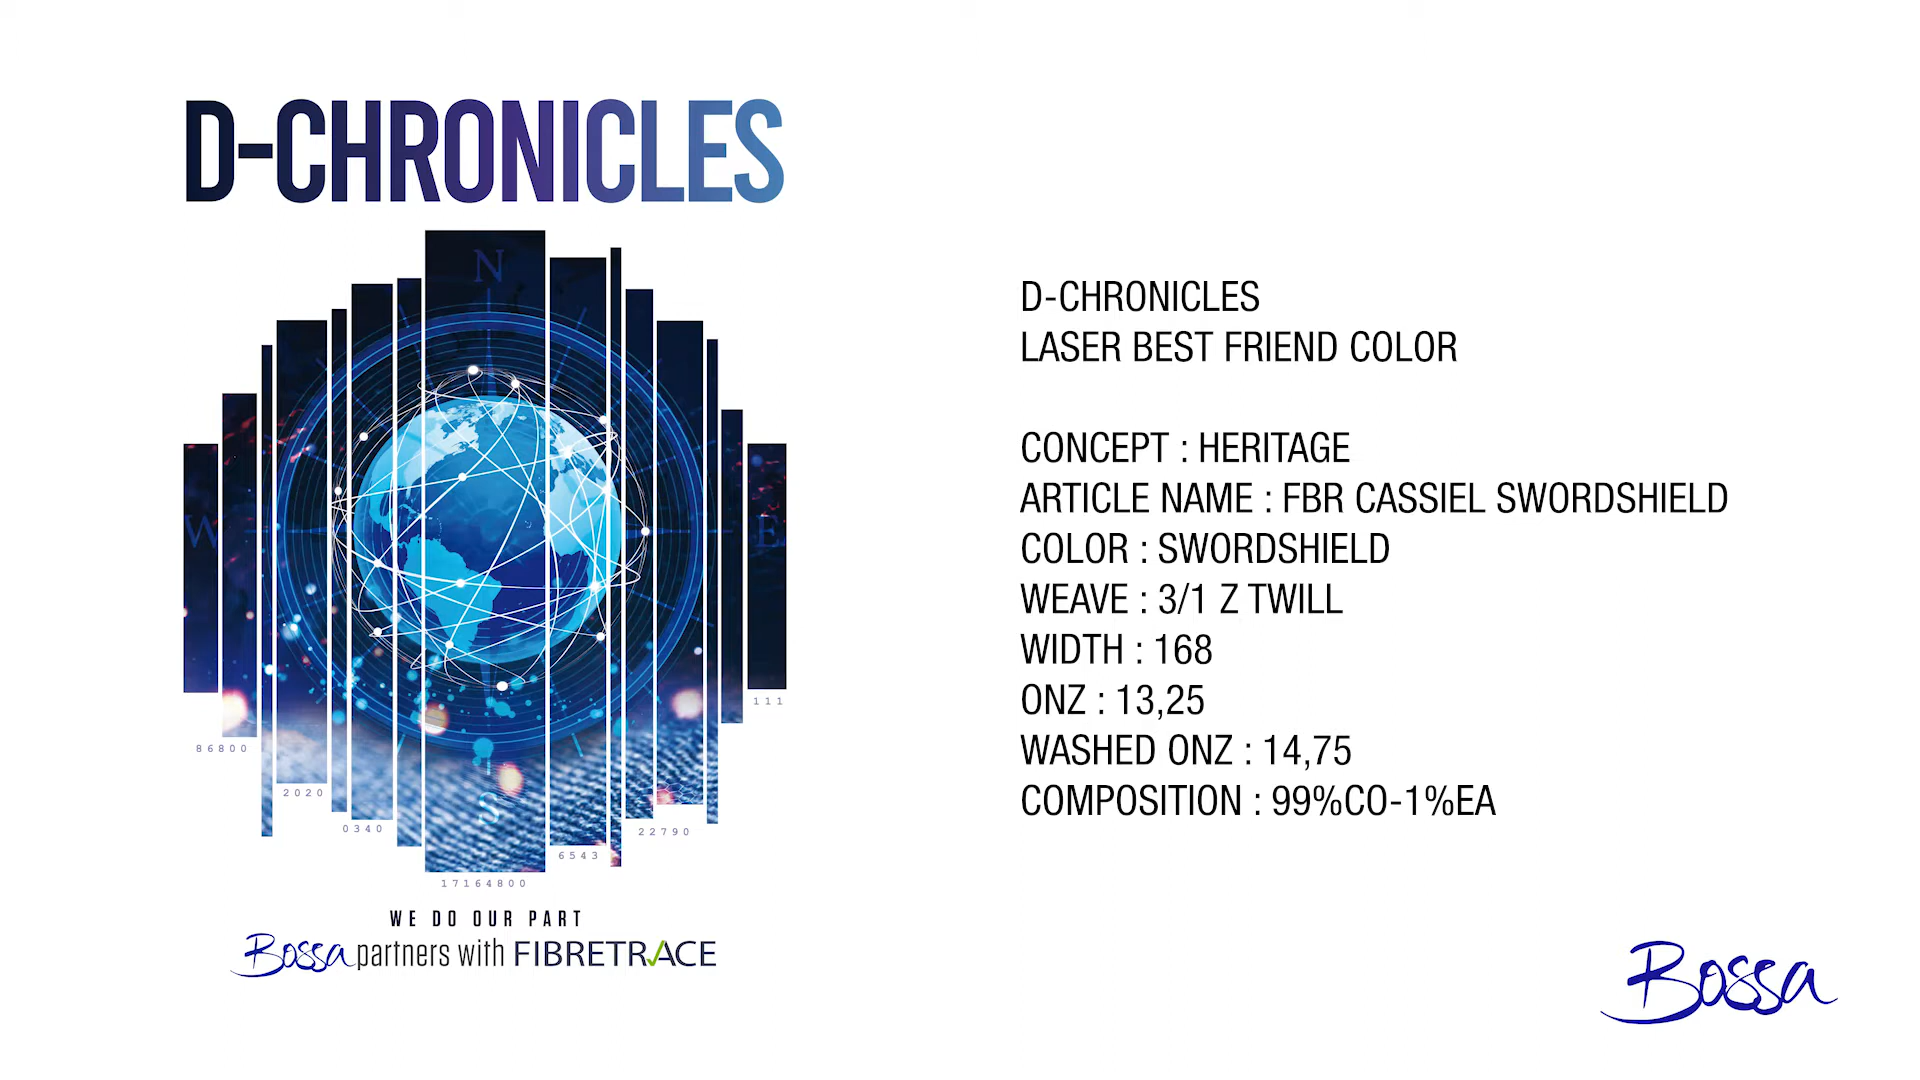 D-CHRONICLES
N
W
E
S
111
86800
2020
0340
22790
6543
17164800
WE DO OUR PART
Bossa partners with FIBRETRACE
D-CHRONICLES
LASER BEST FRIEND COLOR
CONCEPT : HERITAGE
ARTICLE NAME : FBR CASSIEL SWORDSHIELD
COLOR : SWORDSHIELD
WEAVE : 3/1 Z TWILL
WIDTH : 168
ONZ : 13,25
WASHED ONZ : 14,75
COMPOSITION : 99%CO-1%EA
Bossa